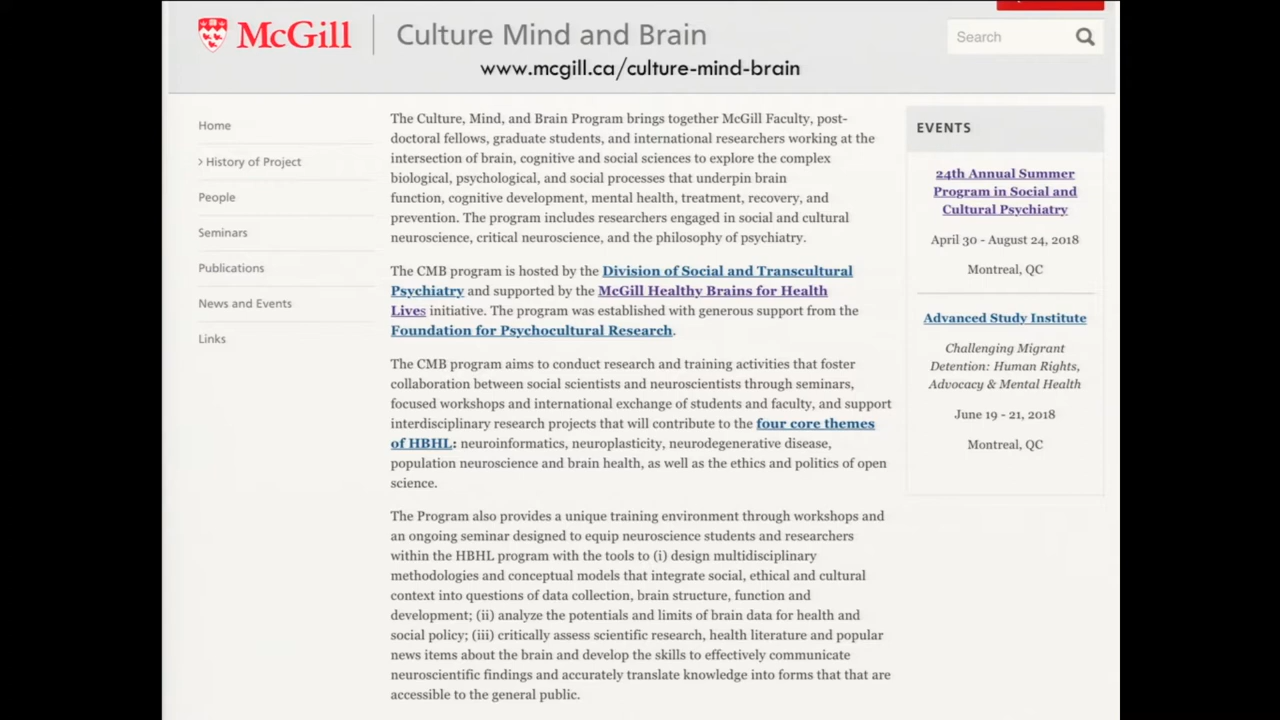 McGill
Culture Mind and Brain
www.mcgill.ca/culture-mind-brain
Search
Home
> History of Project
People
Seminars
Publications
News and Events
Links
The Culture, Mind, and Brain Program brings together McGill Faculty, post-
doctoral fellows, graduate students, and international researchers working at the
intersection of brain, cognitive and social sciences to explore the complex
biological, psychological, and social processes that underpin brain
function, cognitive development, mental health, treatment, recovery, and
prevention. The program includes researchers engaged in social and cultural
neuroscience, critical neuroscience, and the philosophy of psychiatry.
The CMB program is hosted by the Division of Social and Transcultural
Psychiatry and supported by the McGill Healthy Brains for Health
Lives initiative. The program was established with generous support from the
Foundation for Psychocultural Research.
The CMB program aims to conduct research and training activities that foster
collaboration between social scientists and neuroscientists through seminars,
focused workshops and international exchange of students and faculty, and support
interdisciplinary research projects that will contribute to the four core themes
of HBHL: neuroinformatics, neuroplasticity, neurodegenerative disease,
population neuroscience and brain health, as well as the ethics and politics of open
science.
The Program also provides a unique training environment through workshops and
an ongoing seminar designed to equip neuroscience students and researchers
within the HBHL program with the tools to (i) design multidisciplinary
methodologies and conceptual models that integrate social, ethical and cultural
context into questions of data collection, brain structure, function and
development; (ii) analyze the potentials and limits of brain data for health and
social policy; (iii) critically assess scientific research, health literature and popular
news items about the brain and develop the skills to effectively communicate
neuroscientific findings and accurately translate knowledge into forms that that are
accessible to the general public.
EVENTS
24th Annual Summer
Program in Social and
Cultural Psychiatry
April 30 - August 24, 2018
Montreal, QC
Advanced Study Institute
Challenging Migrant
Detention: Human Rights,
Advocacy & Mental Health
June 19 - 21, 2018
Montreal, QC